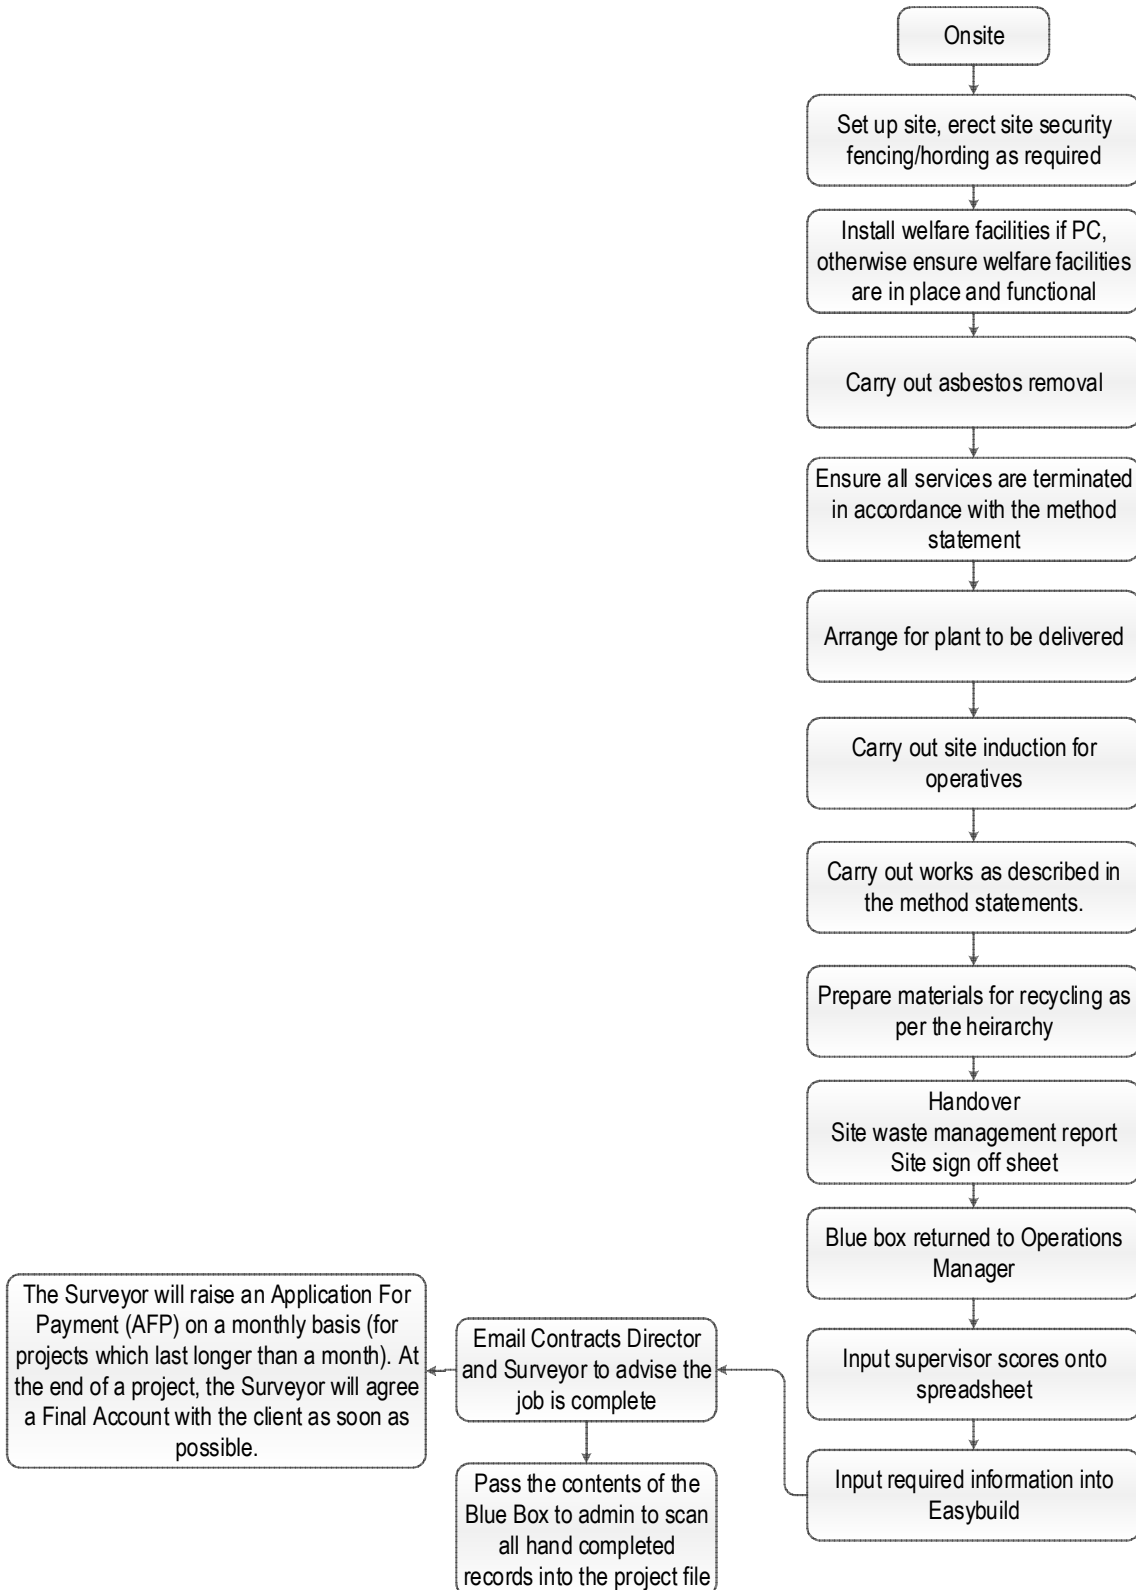 Onsite
Set up site, erect site security
fencing/hording as required
Install welfare facilities if PC,
otherwise ensure welfare facilities
are in place and functional
Carry out asbestos removal
Ensure all services are terminated
in accordance with the method
statement
Arrange for plant to be delivered
Carry out site induction for
operatives
Carry out works as described in
the method statements.
Prepare materials for recycling as
per the heirarchy
Handover
Site waste management report
Site sign off sheet
Blue box returned to Operations
Manager
Input supervisor scores onto
spreadsheet
Input required information into
Easybuild
Email Contracts Director
and Surveyor to advise the
job is complete
The Surveyor will raise an Application For
Payment (AFP) on a monthly basis (for
projects which last longer than a month). At
the end of a project, the Surveyor will agree
a Final Account with the client as soon as
possible.
Pass the contents of the
Blue Box to admin to scan
all hand completed
records into the project file